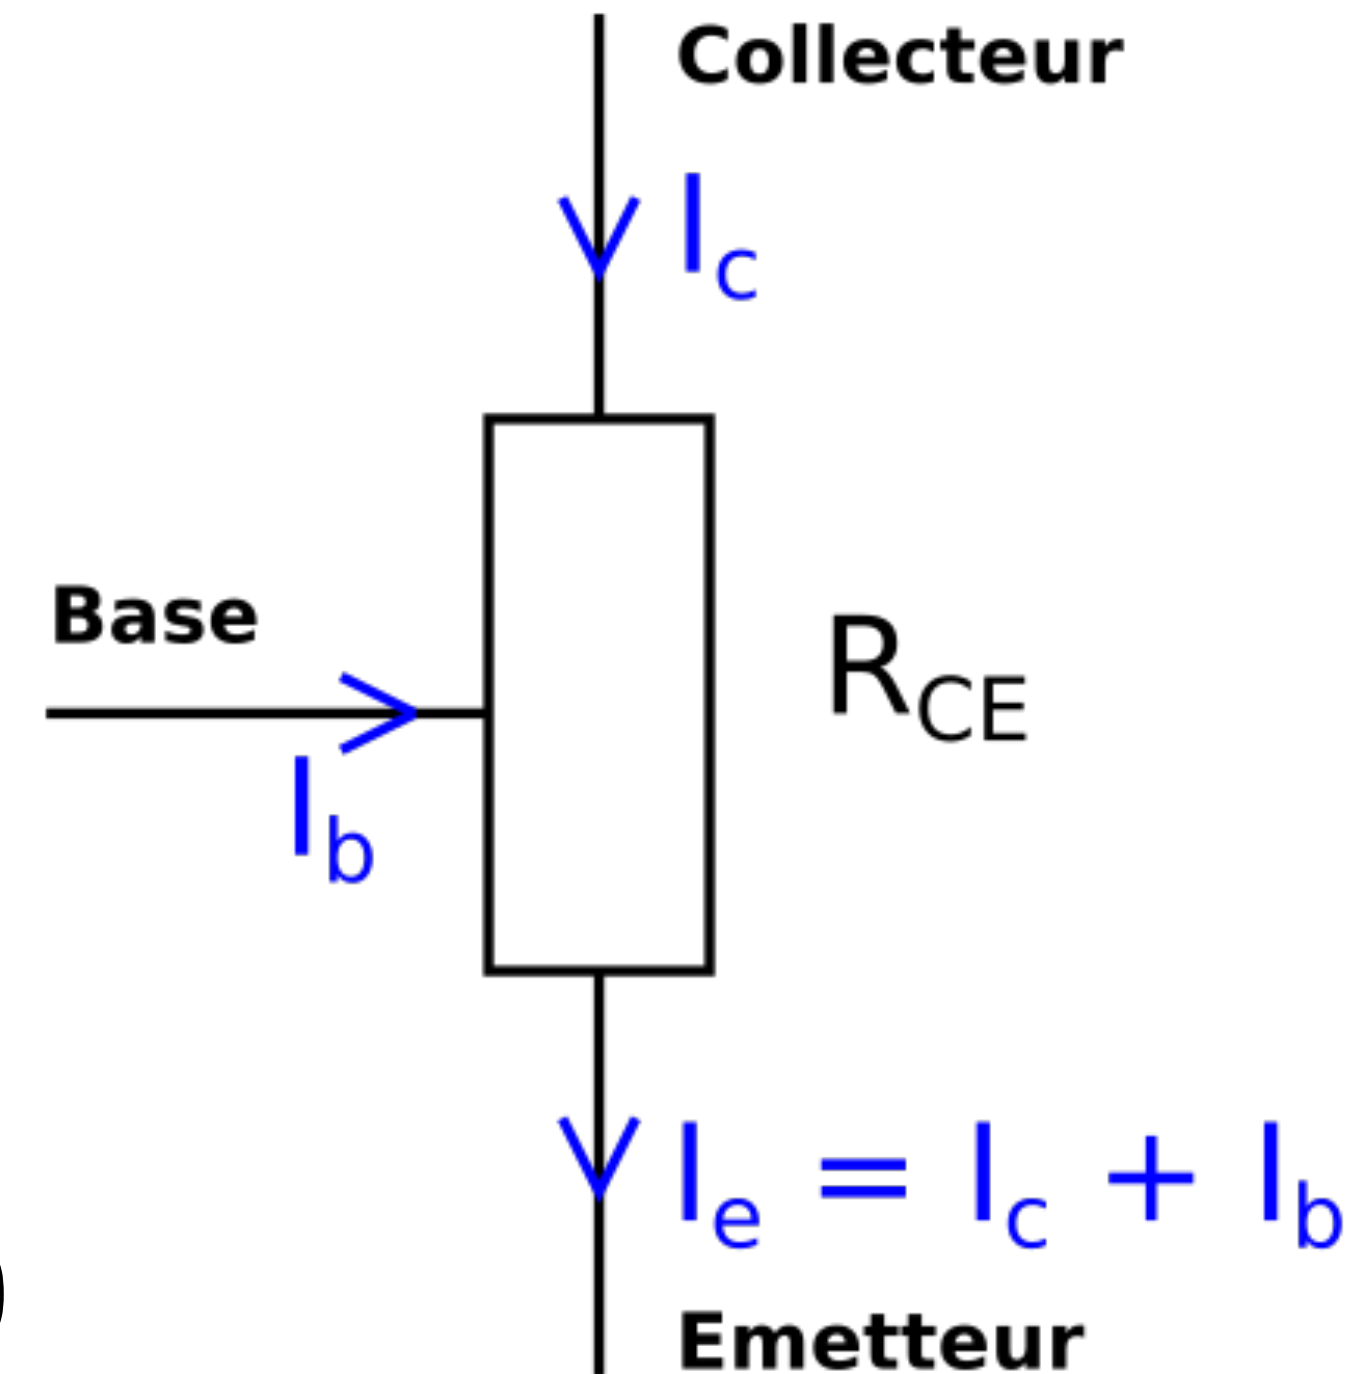 Collecteur
Ic
Base
RCE
Ib
Ie = Ic + Ib
)
Emetteur